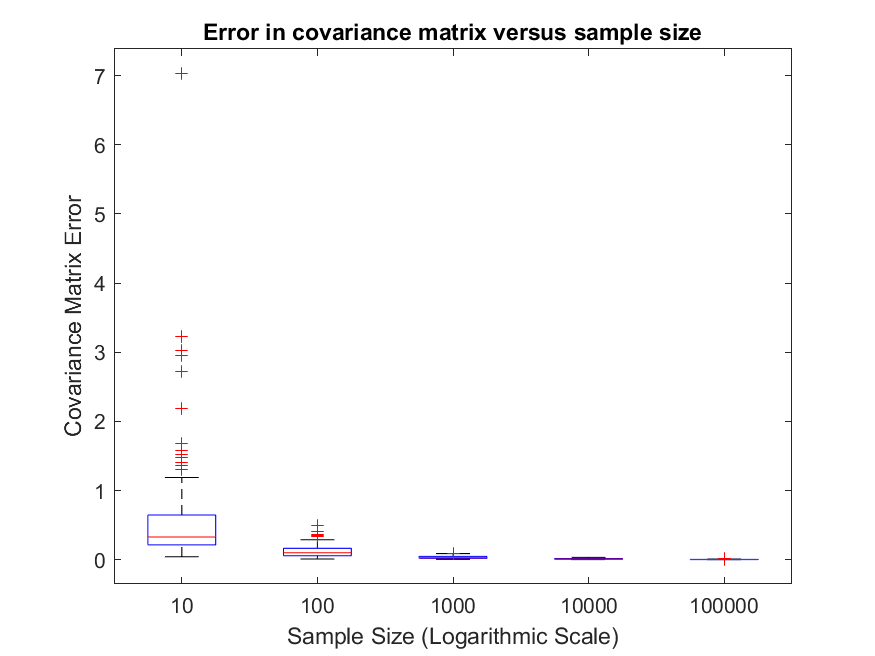 Error in covariance matrix versus sample size
Covariance Matrix Error
7
6
5
4
3
2
1
0
10 100 1000 10000 100000
Sample Size (Logarithmic Scale)